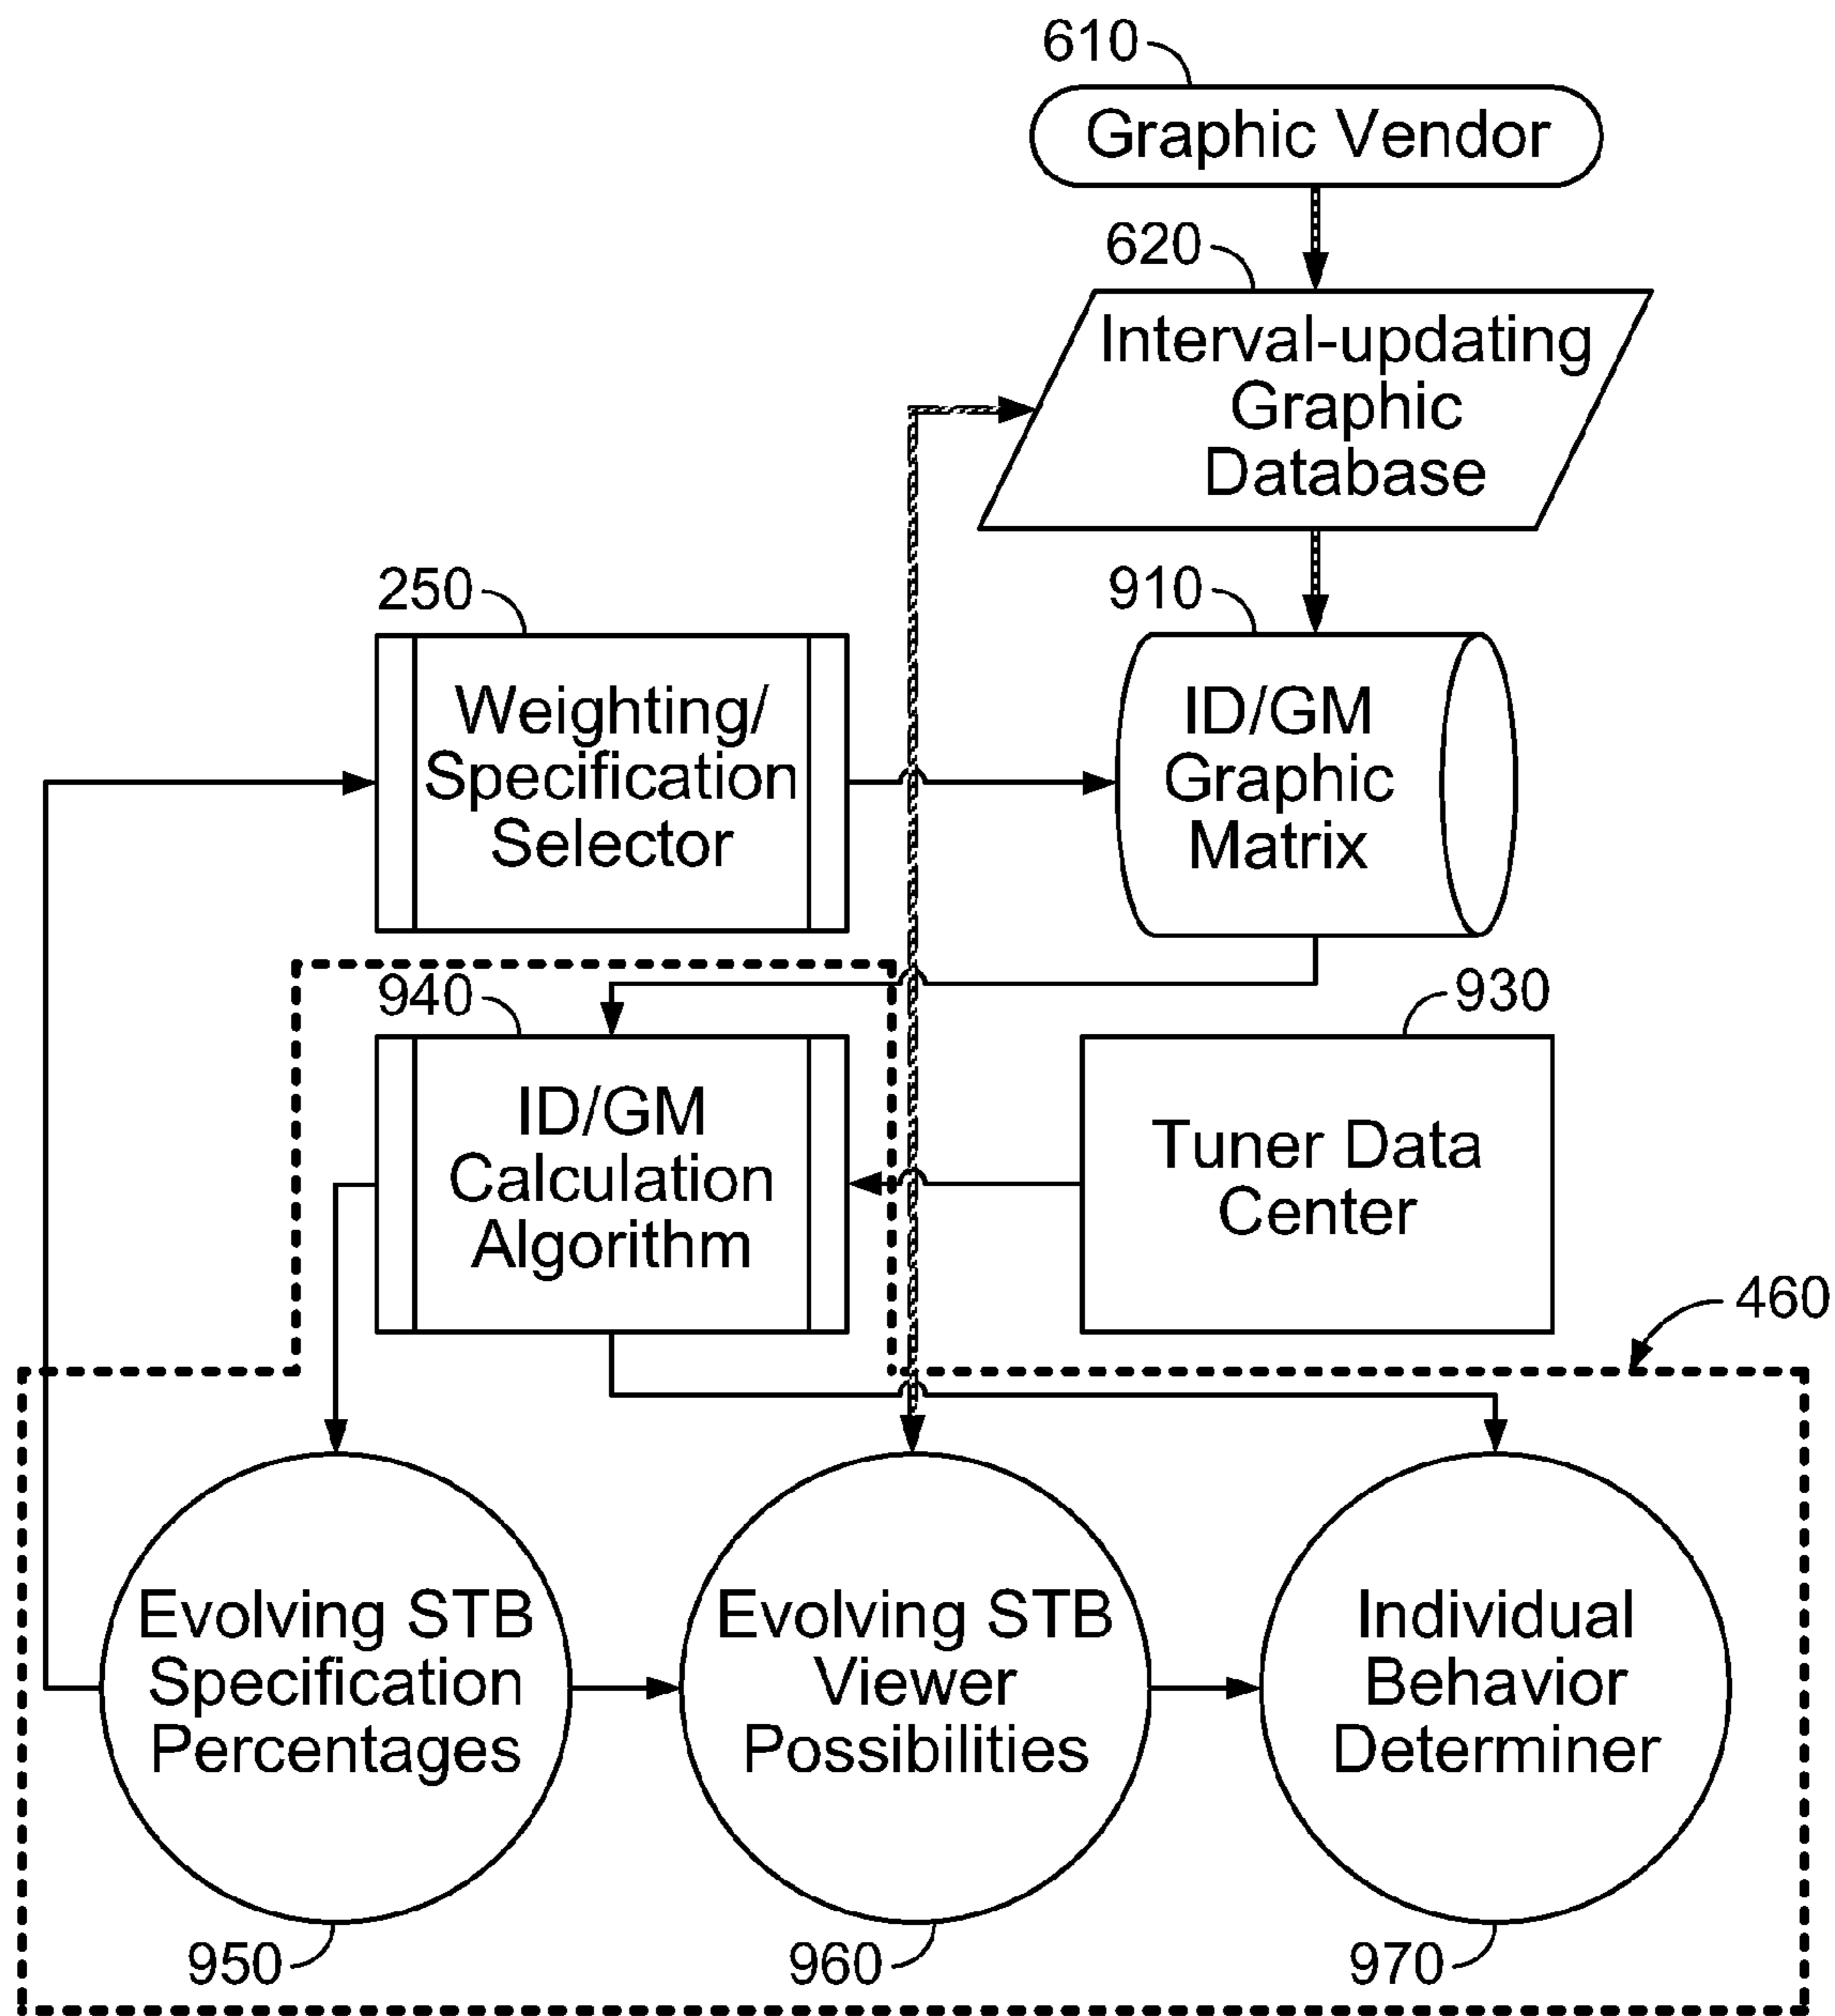 610
Graphic Vendor
620
Interval-updating
Graphic
Database
250
910
Weighting/
Specification
Selector
ID/GM
Graphic
Matrix
940
930
ID/GM
Calculation
Algorithm
Tuner Data
Center
460
Evolving STB
Specification
Percentages
Evolving STB
Viewer
Possibilities
Individual
Behavior
Determiner
950
960
970